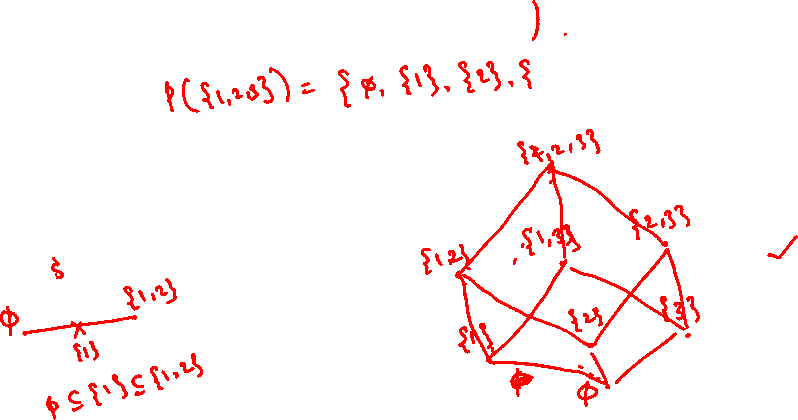 ).
P({1,2,3}) = { φ, {1}, {2}, {
{1,2,3}
{2,3}
{1,3}
{1,2}
{1,2}
φ
{1}
{1}
{2}
{3}
φ
φ ⊆ {1} ⊆ {1,2}